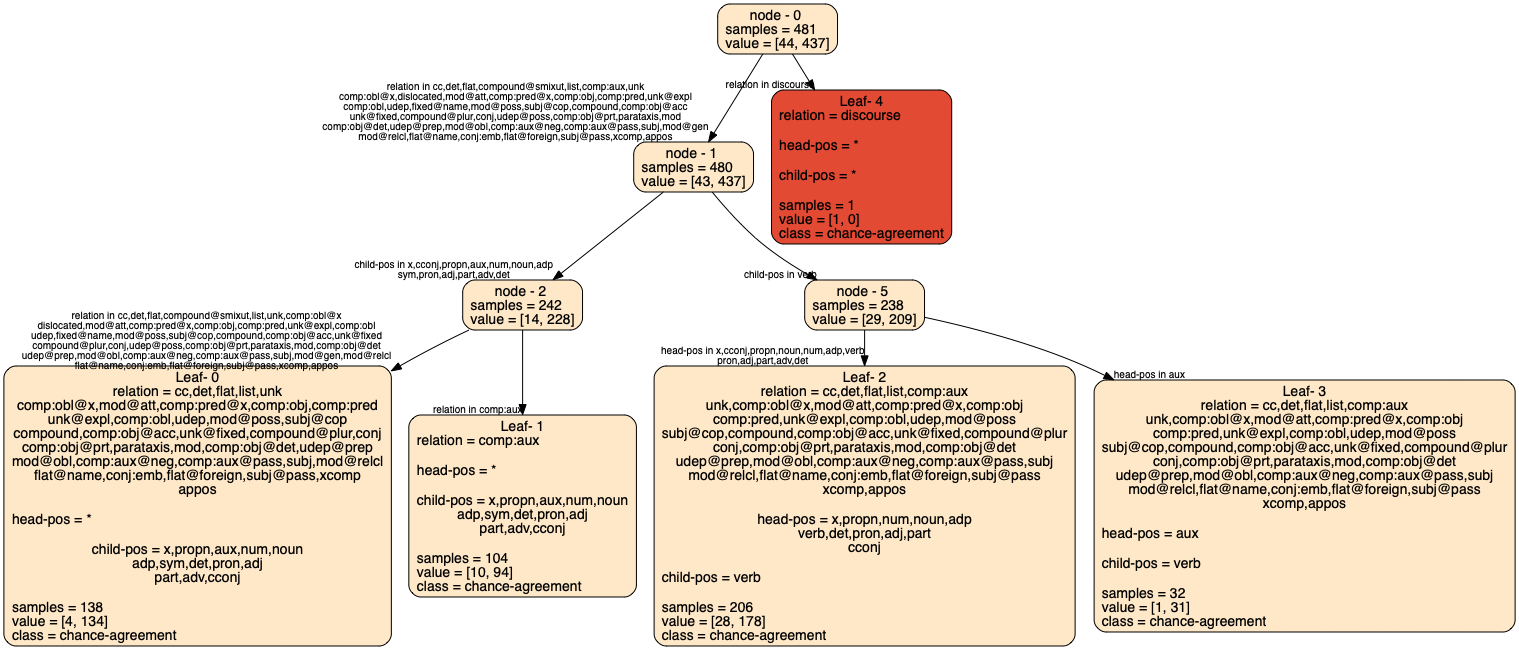 node - 0
samples = 481
value = [44, 437]
relation in cc,det,flat,compound@smixut,list,comp:aux,unk
comp:obl@x,dislocated,mod@att,comp:pred@x,comp:obj,comp:pred,unk@expl
comp:obl,udep,fixed@name,mod@poss,subj@cop,compound,comp:obj@acc
unk@fixed,compound@plur,conj,udep@poss,comp:obj@prt,parataxis,mod
comp:obj@det,udep@prep,mod@obl,comp:aux@neg,comp:aux@pass,subj,mod@gen
mod@relcl,flat@name,conj:emb,flat@foreign,subj@pass,xcomp,appos
relation in discourse
Leaf- 4
relation = discourse
head-pos = *
child-pos = *
samples = 1
value = [1, 0]
class = chance-agreement
node - 1
samples = 480
value = [43, 437]
child-pos in x,cconj,propn,aux,num,noun,adp
sym,pron,adj,part,adv,det
child-pos in verb
node - 2
samples = 242
value = [14, 228]
node - 5
samples = 238
value = [29, 209]
relation in cc,det,flat,compound@smixut,list,unk,comp:obl@x
dislocated,mod@att,comp:pred@x,comp:obj,comp:pred,unk@expl,comp:obl
udep,fixed@name,mod@poss,subj@cop,compound,comp:obj@acc,unk@fixed
compound@plur,conj,udep@poss,comp:obj@prt,parataxis,mod,comp:obj@det
udep@prep,mod@obl,comp:aux@neg,comp:aux@pass,subj,mod@gen,mod@relcl
flat@name,conj:emb,flat@foreign,subj@pass,xcomp,appos
relation in comp:aux
head-pos in x,cconj,propn,noun,num,adp,verb
pron,adj,part,adv,det
head-pos in aux
Leaf- 0
relation = cc,det,flat,list,unk
comp:obl@x,mod@att,comp:pred@x,comp:obj,comp:pred
unk@expl,comp:obl,udep,mod@poss,subj@cop
compound,comp:obj@acc,unk@fixed,compound@plur,conj
comp:obj@prt,parataxis,mod,comp:obj@det,udep@prep
mod@obl,comp:aux@neg,comp:aux@pass,subj,mod@relcl
flat@name,conj:emb,flat@foreign,subj@pass,xcomp
appos
head-pos = *
child-pos = x,propn,aux,num,noun
adp,sym,det,pron,adj
part,adv,cconj
samples = 138
value = [4, 134]
class = chance-agreement
Leaf- 1
relation = comp:aux
head-pos = *
child-pos = x,propn,aux,num,noun
adp,sym,det,pron,adj
part,adv,cconj
samples = 104
value = [10, 94]
class = chance-agreement
Leaf- 2
relation = cc,det,flat,list,comp:aux
unk,comp:obl@x,mod@att,comp:pred@x,comp:obj
comp:pred,unk@expl,comp:obl,udep,mod@poss
subj@cop,compound,comp:obj@acc,unk@fixed,compound@plur
conj,comp:obj@prt,parataxis,mod,comp:obj@det
udep@prep,mod@obl,comp:aux@neg,comp:aux@pass,subj
mod@relcl,flat@name,conj:emb,flat@foreign,subj@pass
xcomp,appos
head-pos = x,propn,num,noun,adp
verb,det,pron,adj,part
cconj
child-pos = verb
samples = 206
value = [28, 178]
class = chance-agreement
Leaf- 3
relation = cc,det,flat,list,comp:aux
unk,comp:obl@x,mod@att,comp:pred@x,comp:obj
comp:pred,unk@expl,comp:obl,udep,mod@poss
subj@cop,compound,comp:obj@acc,unk@fixed,compound@plur
conj,comp:obj@prt,parataxis,mod,comp:obj@det
udep@prep,mod@obl,comp:aux@neg,comp:aux@pass,subj
mod@relcl,flat@name,conj:emb,flat@foreign,subj@pass
xcomp,appos
head-pos = aux
child-pos = verb
samples = 32
value = [1, 31]
class = chance-agreement